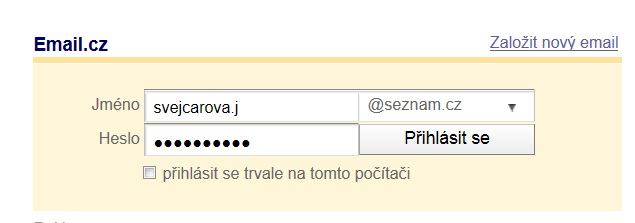 Email.cz Založit nový email
Jméno svejcarova.j @seznam.cz
Heslo ●●●●●●●●●● Přihlásit se
přihlásit se trvale na tomto počítači